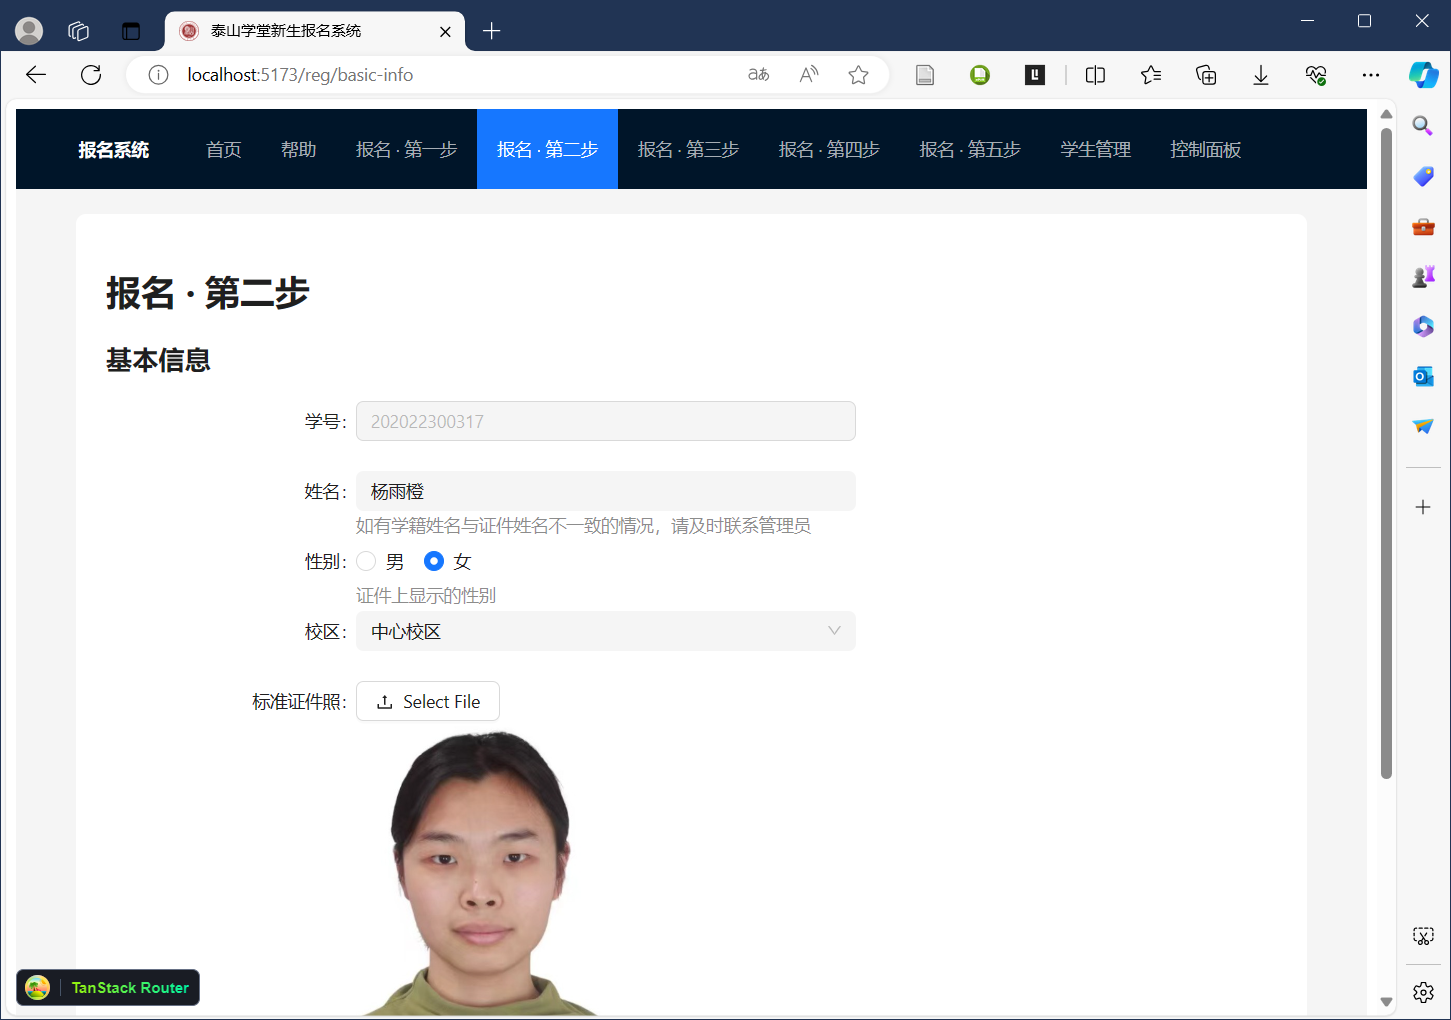 泰山学堂新生报名系统
localhost:5173/reg/basic-info
报名系统 首页 帮助 报名 · 第一步 报名 · 第二步 报名 · 第三步 报名 · 第四步 报名 · 第五步 学生管理 控制面板
报名 · 第二步
基本信息
学号: 202022300317
姓名: 杨雨橙
如有学籍姓名与证件姓名不一致的情况，请及时联系管理员
性别: 男 女
证件上显示的性别
校区: 中心校区
标准证件照: Select File
TanStack Router